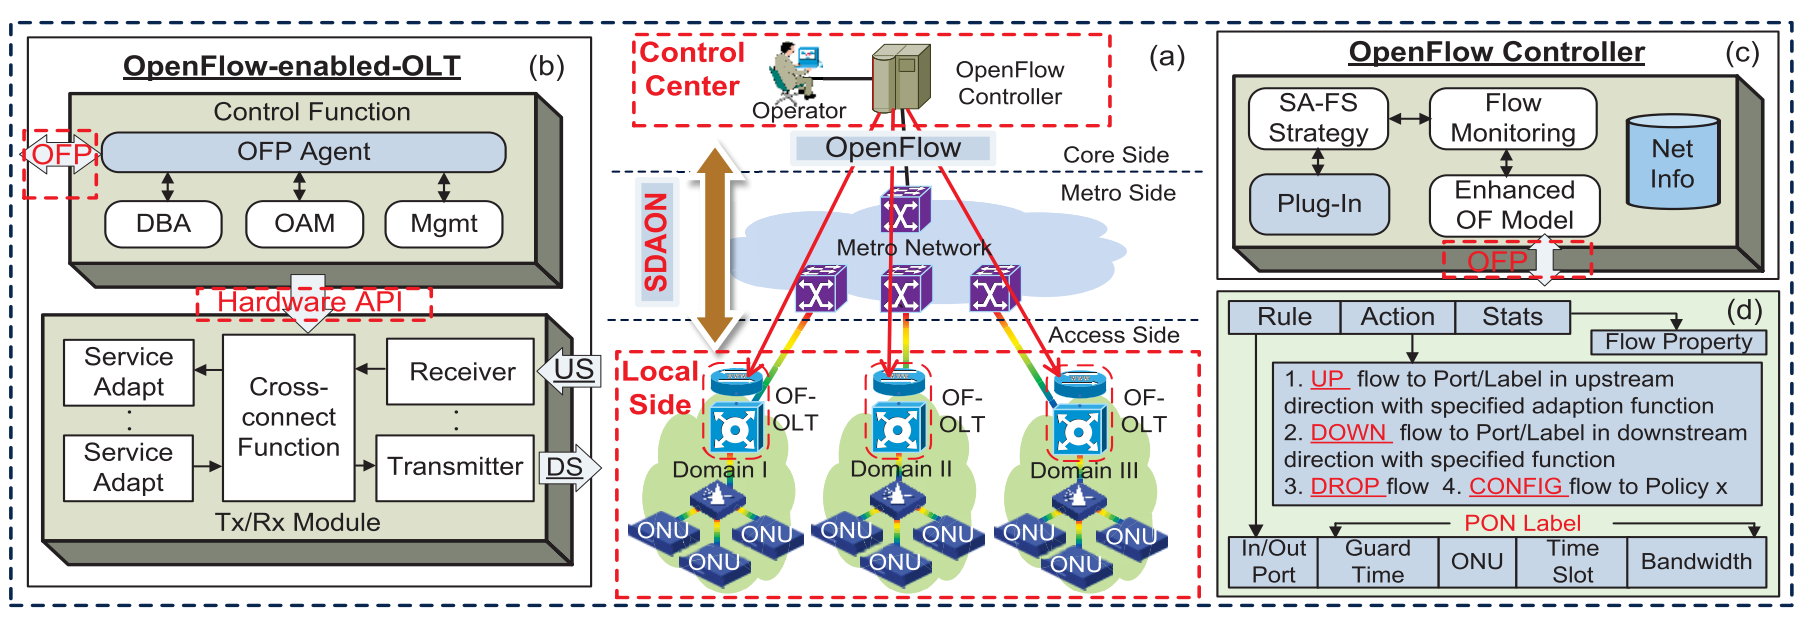 OpenFlow-enabled-OLT (b)
Control Function
OFP
OFP Agent
DBA
OAM
Mgmt
Hardware API
Service
Adapt
Cross-
connect
Function
Receiver
US
Service
Adapt
Transmitter
DS
Tx/Rx Module
(a)
Control
Center
Operator
OpenFlow
Controller
OpenFlow
Core Side
Metro Side
SDAON
Metro Network
Access Side
Local
Side
OF-
OLT
OF-
OLT
OF-
OLT
Domain I
Domain II
Domain III
ONU
ONU
ONU
ONU
ONU
ONU
ONU
ONU
ONU
OpenFlow Controller (c)
SA-FS
Strategy
Flow
Monitoring
Net
Info
Plug-In
Enhanced
OF Model
OFP
(d)
Rule
Action
Stats
Flow Property
1. UP flow to Port/Label in upstream
direction with specified adaption function
2. DOWN flow to Port/Label in downstream
direction with specified function
3. DROP flow 4. CONFIG flow to Policy x
PON Label
In/Out
Port
Guard
Time
ONU
Time
Slot
Bandwidth